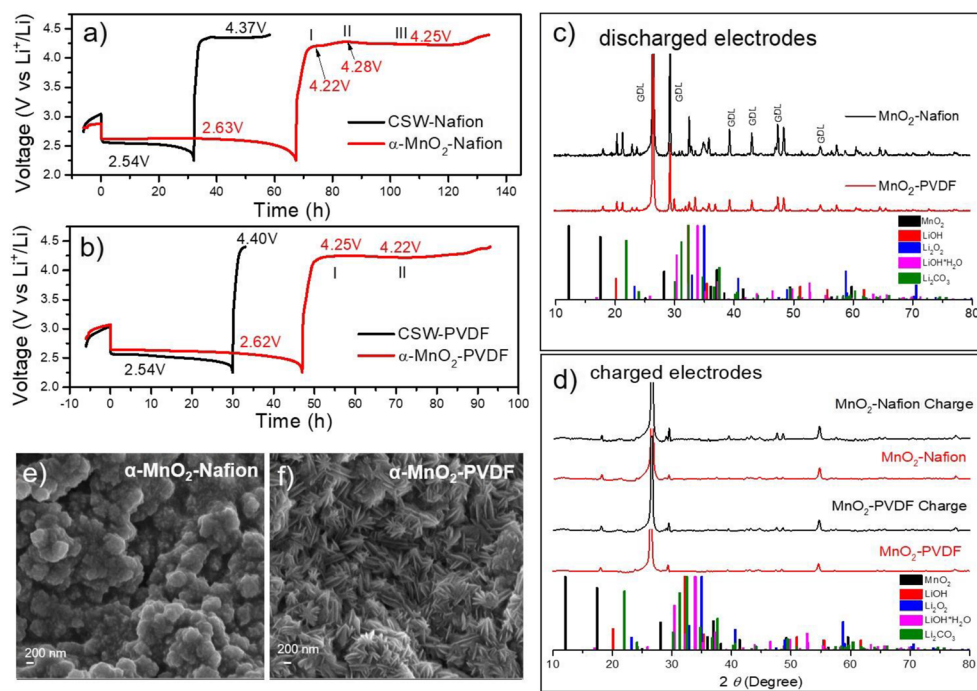 a)
4.37V
I
II
III
4.25V
4.28V
4.22V
2.63V
2.54V
CSW-Nafion
α-MnO₂-Nafion
Voltage (V vs Li⁺/Li)
4.5
4.0
3.5
3.0
2.5
2.0
0
20
40
60
80
100
120
140
Time (h)
b)
4.40V
4.25V
4.22V
I
II
2.62V
2.54V
CSW-PVDF
α-MnO₂-PVDF
Voltage (V vs Li⁺/Li)
4.5
4.0
3.5
3.0
2.5
2.0
-10
0
10
20
30
40
50
60
70
80
90
100
Time (h)
c)
discharged electrodes
GDL
GDL
GDL
GDL
GDL
GDL
MnO₂-Nafion
MnO₂-PVDF
MnO₂
LiOH
Li₂O₂
LiOH*H₂O
Li₂CO₃
10
20
30
40
50
60
70
80
d)
charged electrodes
MnO₂-Nafion Charge
MnO₂-Nafion
MnO₂-PVDF Charge
MnO₂-PVDF
MnO₂
LiOH
Li₂O₂
LiOH*H₂O
Li₂CO₃
10
20
30
40
50
60
70
80
2 θ (Degree)
e)
α-MnO₂-Nafion
200 nm
f)
α-MnO₂-PVDF
200 nm